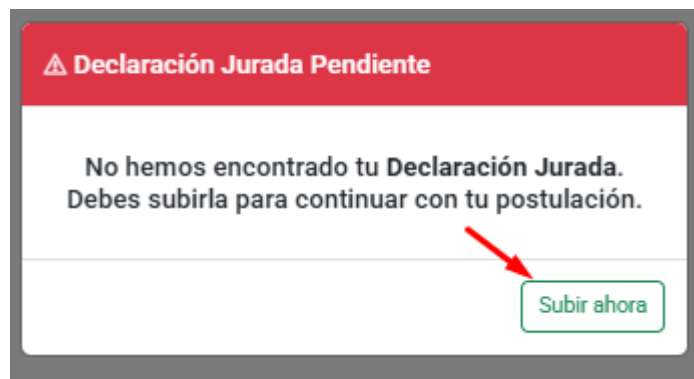 ⚠ Declaración Jurada Pendiente
No hemos encontrado tu Declaración Jurada.
Debes subirla para continuar con tu postulación.
Subir ahora